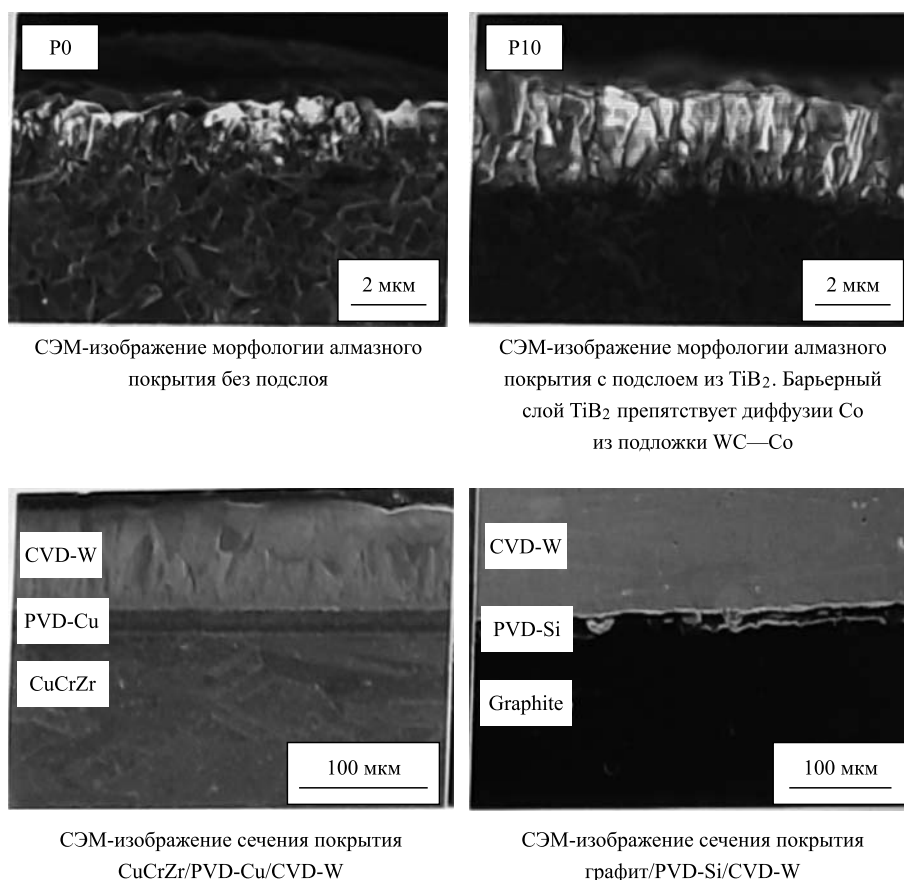 P0
2 мкм
P10
2 мкм
СЭМ-изображение морфологии алмазного
покрытия без подслоя
СЭМ-изображение морфологии алмазного
покрытия с подслоем из TiB2. Барьерный
слой TiB2 препятствует диффузии Co
из подложки WC—Co
CVD-W
PVD-Cu
CuCrZr
100 мкм
CVD-W
PVD-Si
Graphite
100 мкм
СЭМ-изображение сечения покрытия
CuCrZr/PVD-Cu/CVD-W
СЭМ-изображение сечения покрытия
графит/PVD-Si/CVD-W